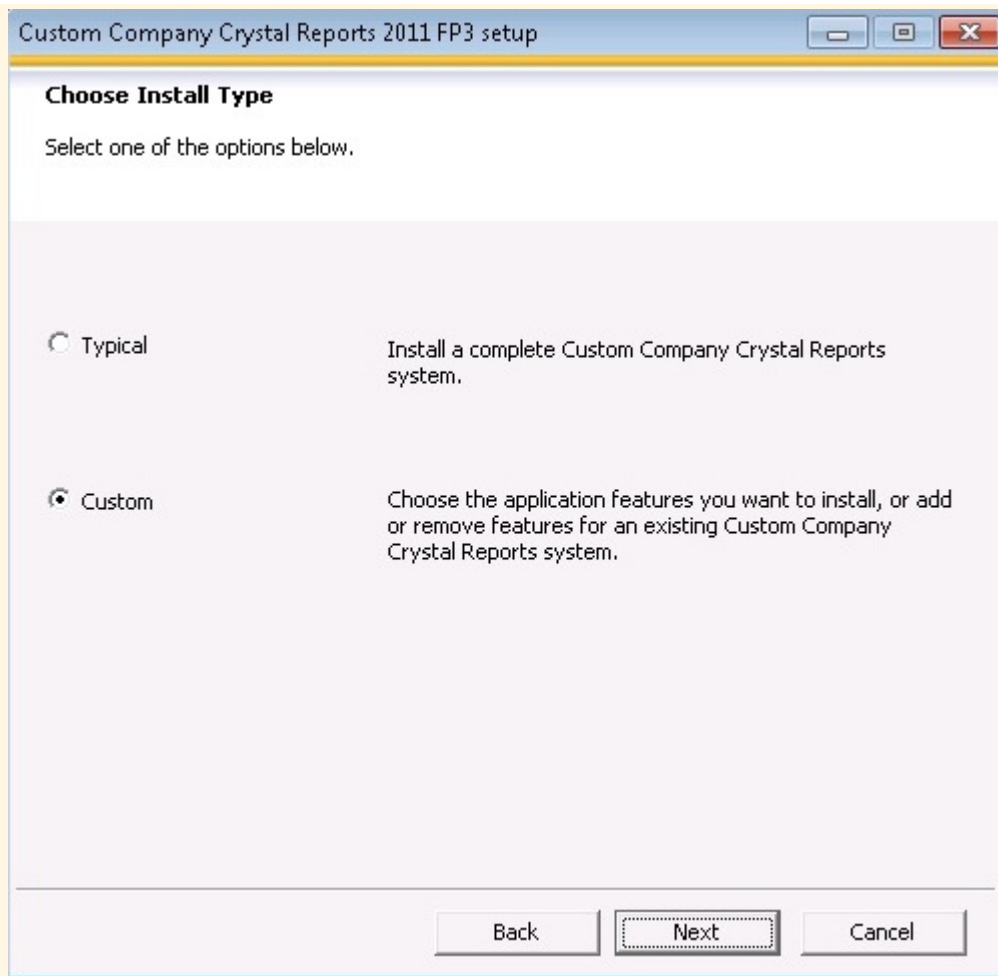 Custom Company Crystal Reports 2011 FP3 setup
Choose Install Type
Select one of the options below.
Typical
Install a complete Custom Company Crystal Reports
system.
Custom
Choose the application features you want to install, or add
or remove features for an existing Custom Company
Crystal Reports system.
Back
Next
Cancel